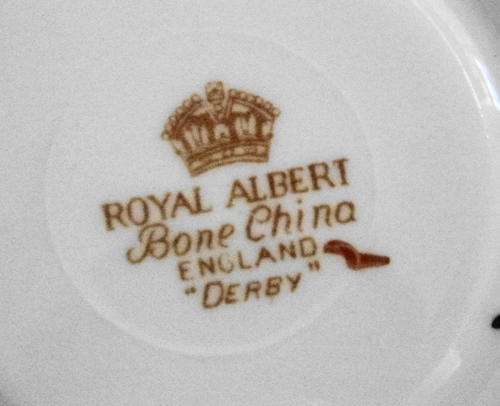 ROYAL ALBERT
Bone China
ENGLAND
"DERBY"